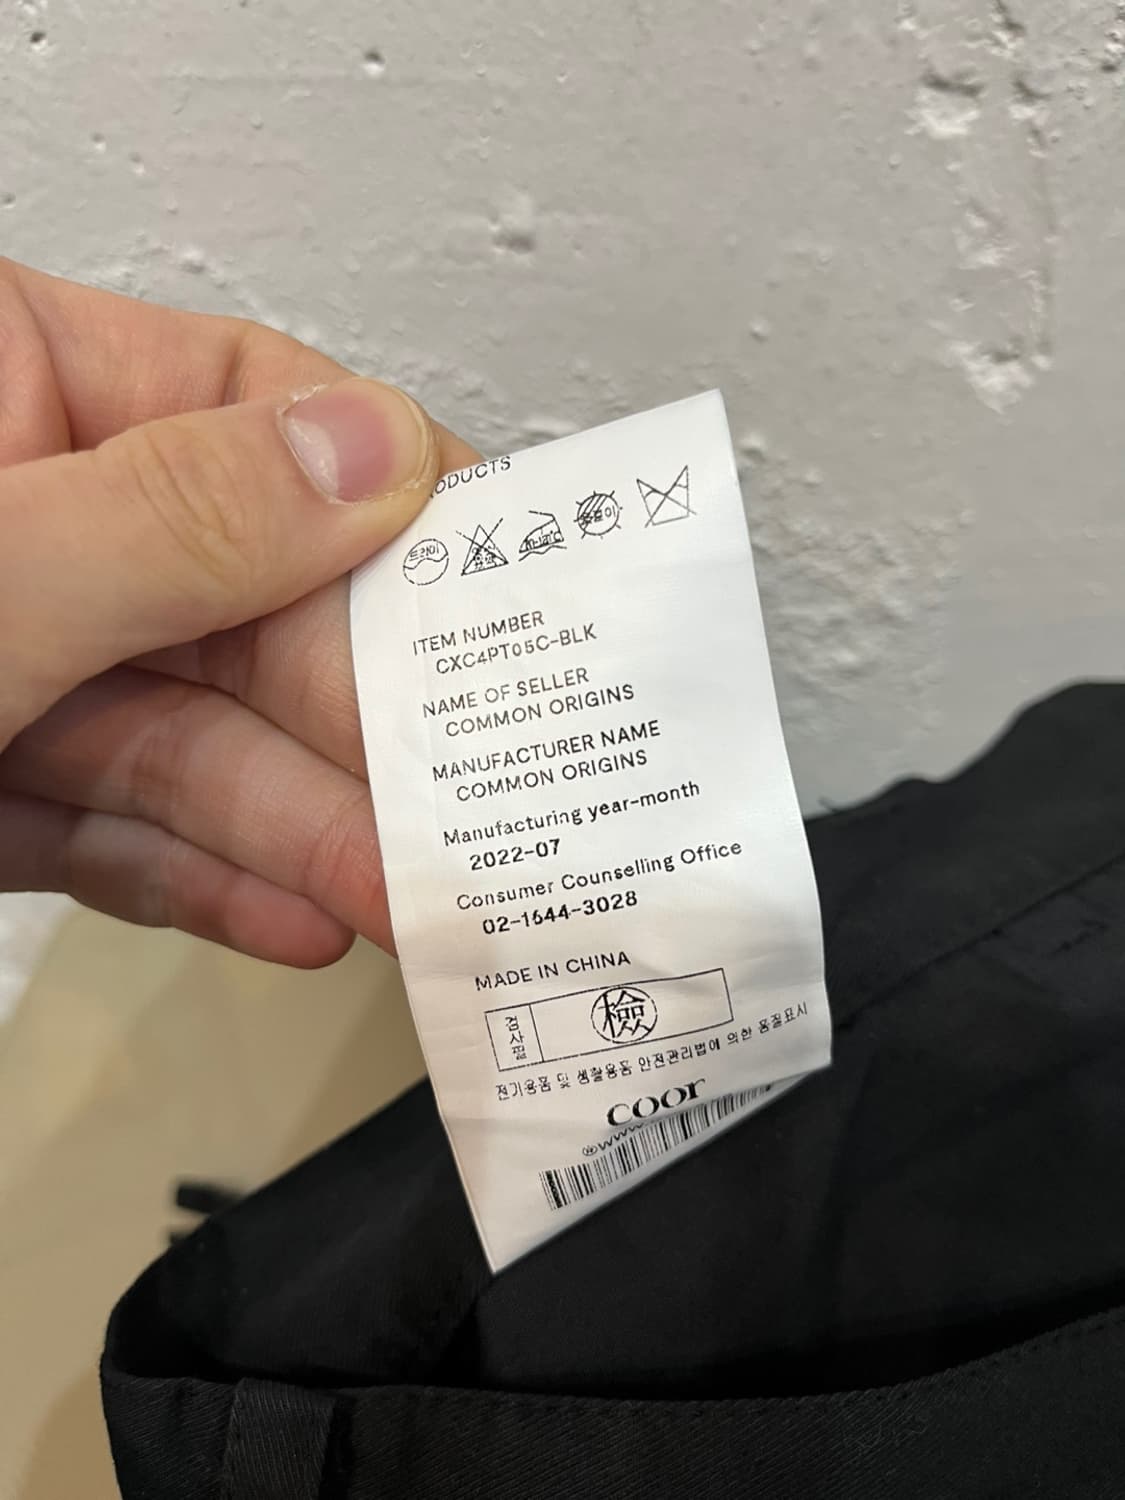 ODUCTS
드라이
ITEM NUMBER
CXC4PT05C-BLK
NAME OF SELLER
COMMON ORIGINS
MANUFACTURER NAME
COMMON ORIGINS
Manufacturing year-month
2022-07
Consumer Counselling Office
02-1644-3028
MADE IN CHINA
검사필
檢
전기용품 및 생활용품 안전관리법에 의한 품질표시
coor